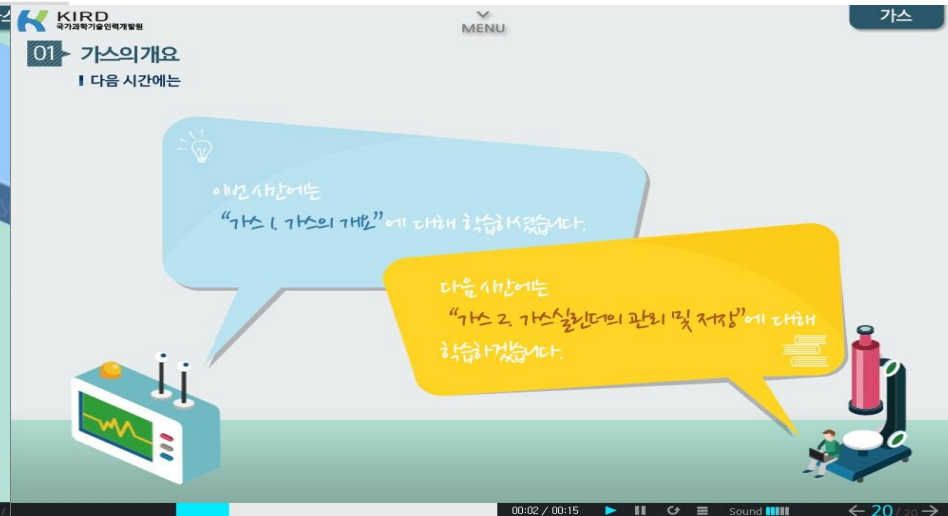 KIRD
국가과학기술인력개발원
MENU
가스
01 가스의개요
다음 시간에는
이번 시간에는
“가스 1. 가스의 개요”에 대해 학습하셨습니다.
다음 시간에는
“가스 2. 가스실린더의 관리 및 저장”에 대해
학습하겠습니다.
00:02 / 00:15
Sound
← 20 / 20 →